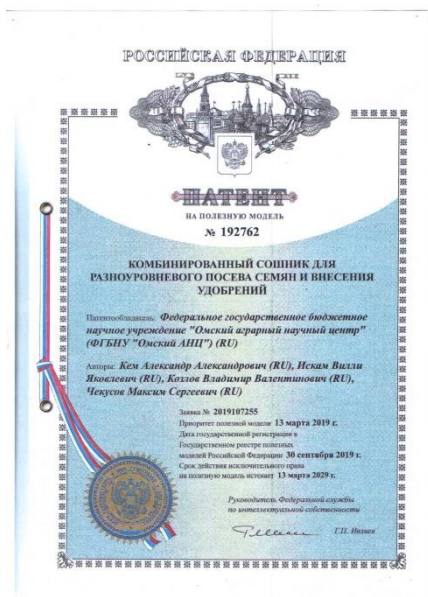 РОССИЙСКАЯ ФЕДЕРАЦИЯ
ПАТЕНТ
НА ПОЛЕЗНУЮ МОДЕЛЬ
№ 192762
КОМБИНИРОВАННЫЙ СОШНИК ДЛЯ
РАЗНОУРОВНЕВОГО ПОСЕВА СЕМЯН И ВНЕСЕНИЯ
УДОБРЕНИЙ
Патентообладатель: Федеральное государственное бюджетное
научное учреждение "Омский аграрный научный центр"
(ФГБНУ "Омский АНЦ") (RU)
Авторы: Кем Александр Александрович (RU), Искам Вилли
Яковлевич (RU), Козлов Владимир Валентинович (RU),
Чекусов Максим Сергеевич (RU)
Заявка № 2019107255
Приоритет полезной модели 13 марта 2019 г.
Дата государственной регистрации в
Государственном реестре полезных
моделей Российской Федерации 30 сентября 2019 г.
Срок действия исключительного права
на полезную модель истекает 13 марта 2029 г.
Руководитель Федеральной службы
по интеллектуальной собственности
Г.П. Ивлиев